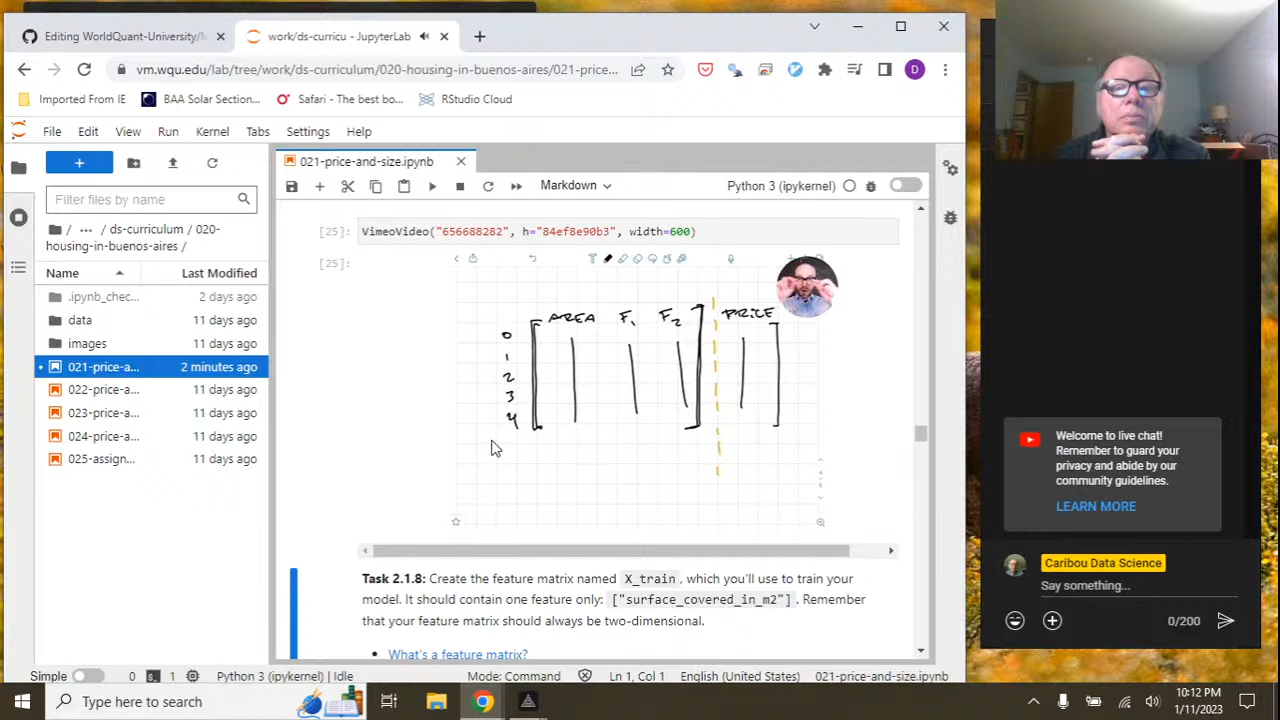 Editing WorldQuant-University/
work/ds-curricu - JupyterLab
vm.wqu.edu/lab/tree/work/ds-curriculum/020-housing-in-buenos-aires/021-price...
D
Imported From IE
BAA Solar Section...
Safari - The best bo...
RStudio Cloud
File Edit View Run Kernel Tabs Settings Help
021-price-and-size.ipynb
Markdown
Python 3 (ipykernel)
Filter files by name
/ ... / ds-curriculum / 020-
housing-in-buenos-aires /
Name Last Modified
.ipynb_chec... 2 days ago
data 11 days ago
images 11 days ago
021-price-a... 2 minutes ago
022-price-a... 11 days ago
023-price-a... 11 days ago
024-price-a... 11 days ago
025-assign... 11 days ago
[25]: VimeoVideo("656688282", h="84ef8e90b3", width=600)
[25]:
AREA F1 F2 PRICE
0
1
2
3
4
Task 2.1.8: Create the feature matrix named X_train, which you'll use to train your
model. It should contain one feature only: ["surface_covered_in_m2"]. Remember
that your feature matrix should always be two-dimensional.
• What's a feature matrix?
Simple 0 1 Python 3 (ipykernel) | Idle Mode: Command Ln 1, Col 1 English (United States) 021-price-and-size.ipynb
Welcome to live chat!
Remember to guard your
privacy and abide by our
community guidelines.
LEARN MORE
Caribou Data Science
Say something...
0/200
Type here to search
10:12 PM
1/11/2023